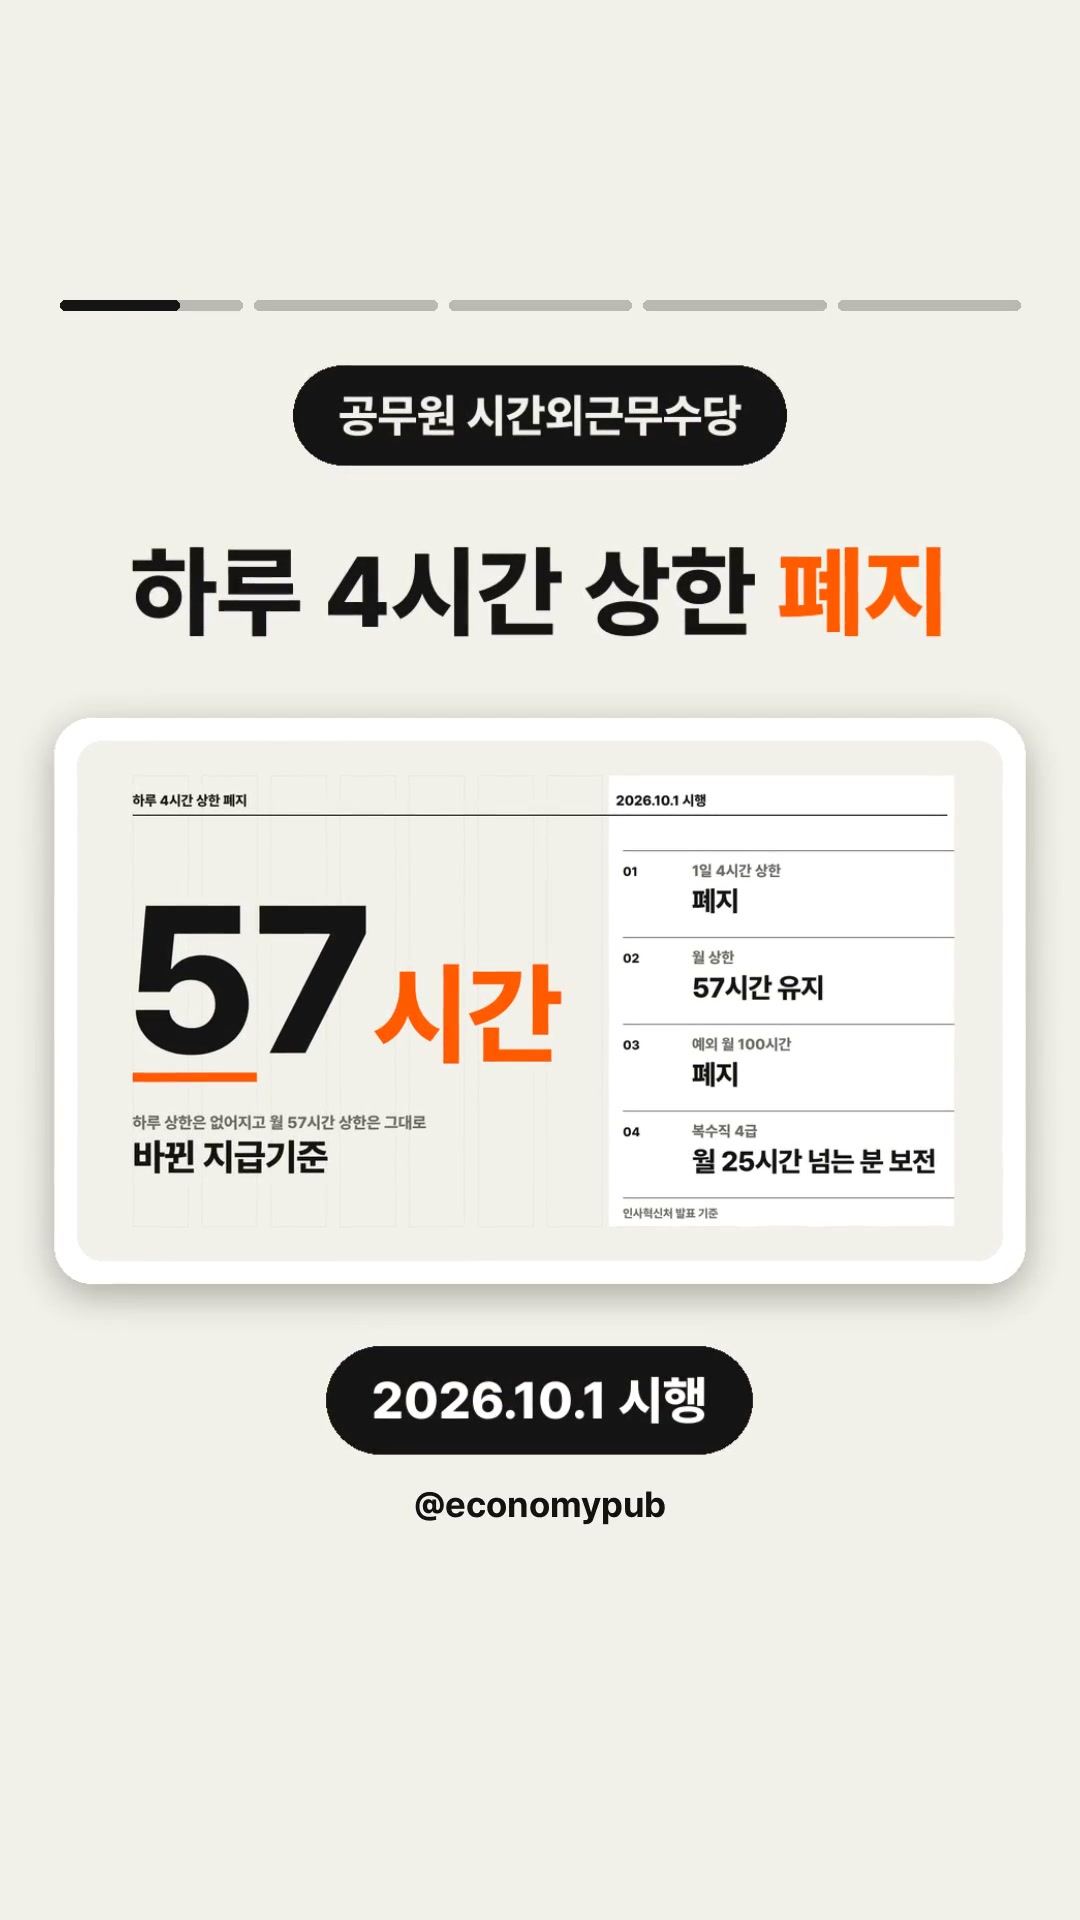 공무원 시간외근무수당
하루 4시간 상한 폐지
하루 4시간 상한 폐지
57시간
하루 상한은 없어지고 월 57시간 상한은 그대로
바뀐 지급기준
2026.10.1 시행
01
1일 4시간 상한
폐지
02
월 상한
57시간 유지
03
예외 월 100시간
폐지
04
복수직 4급
월 25시간 넘는 분 보전
인사혁신처 발표 기준
2026.10.1 시행
@economypub